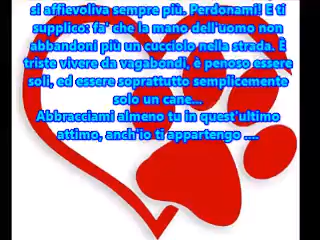 si affievoliva sempre più. Perdonami! E ti
supplico: fa' che la mano dell'uomo non
abbandoni più un cucciolo nella strada. È
triste vivere da vagabondi, è penoso essere
soli, ed essere soprattutto semplicemente
solo un cane...
Abbracciami almeno tu in quest'ultimo
attimo, anch'io ti appartengo ....